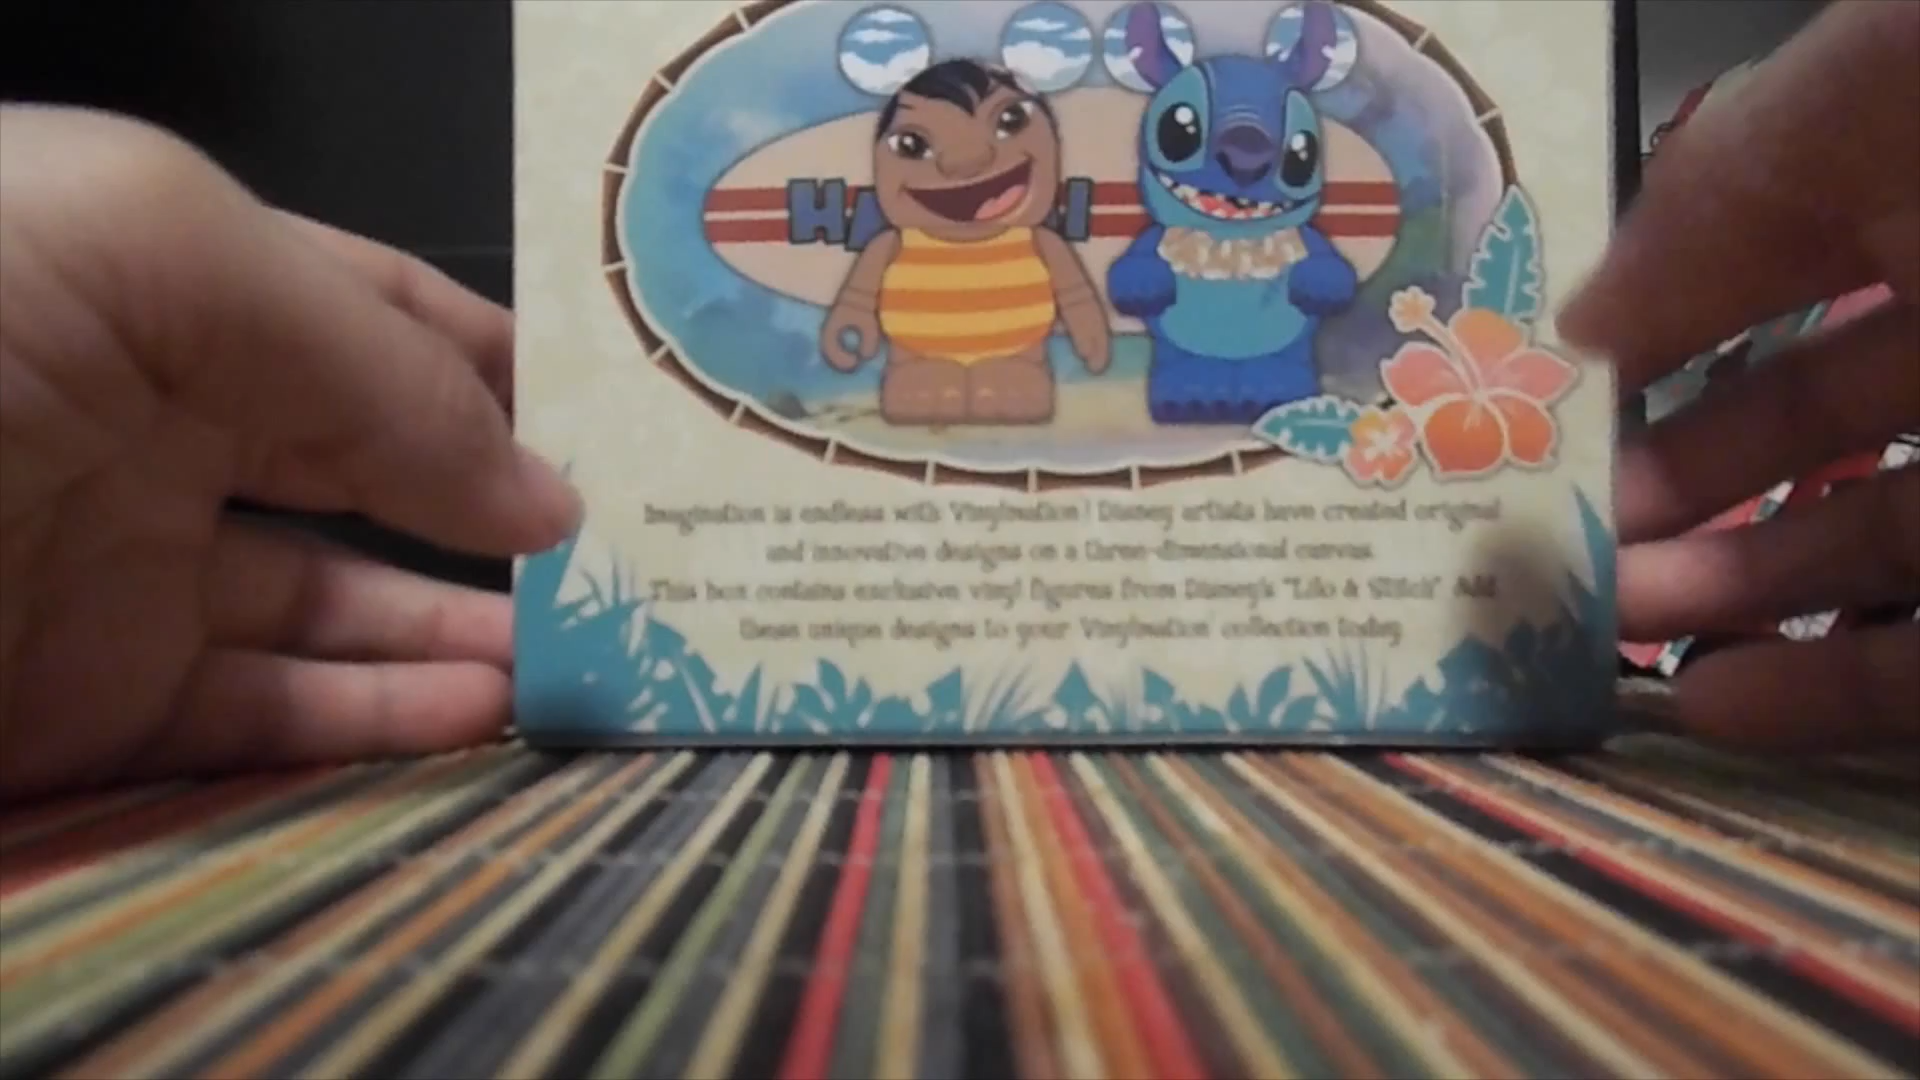 HA I
Imagination is endless with Vinylmation! Disney artists have created original
and innovative designs on a three-dimensional canvas.
This box contains exclusive vinyl figures from Disney's "Lilo & Stitch" Add
these unique designs to your Vinylmation collection today